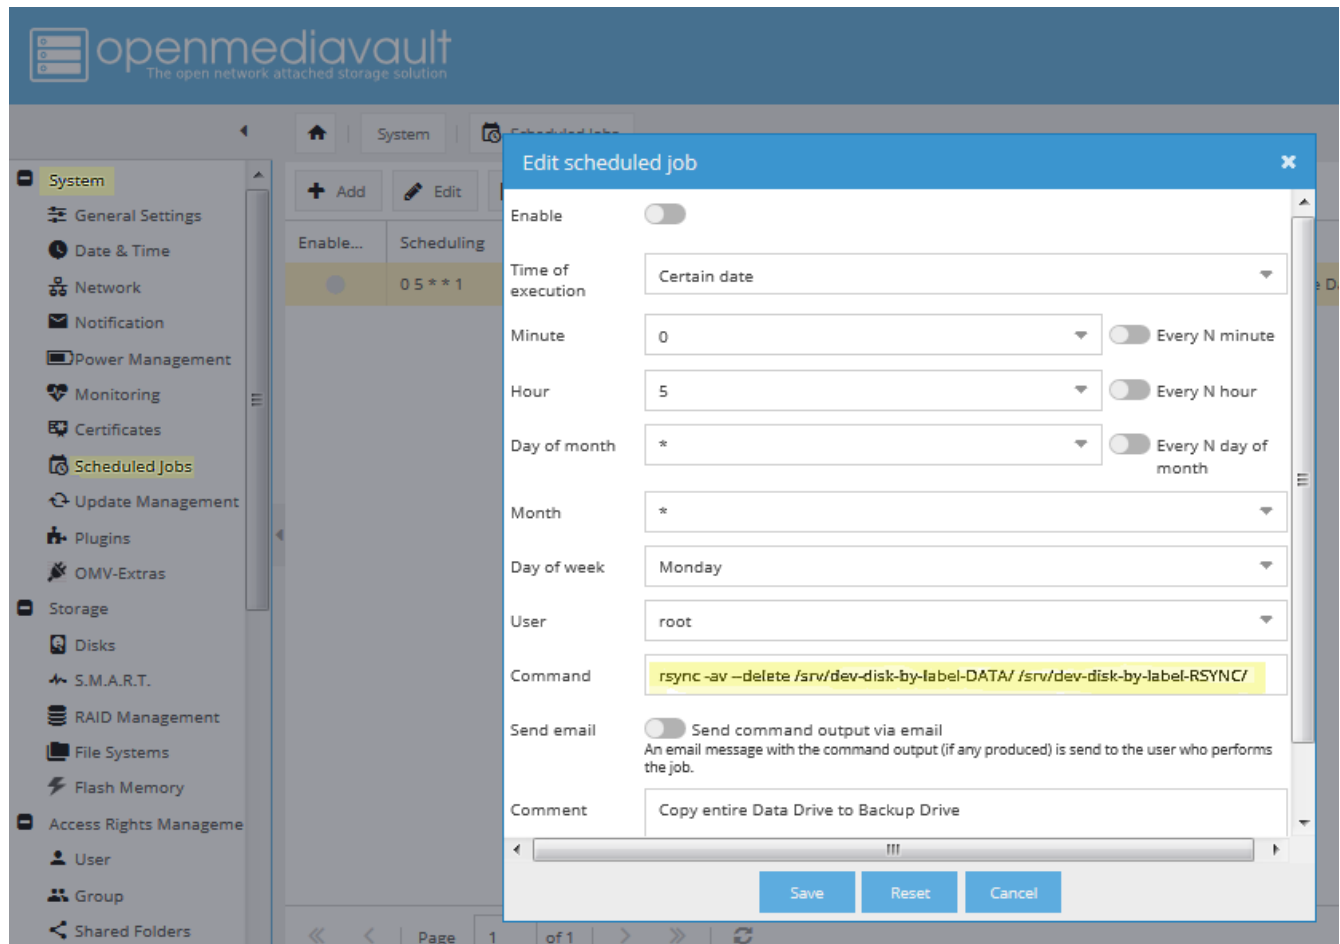 openmediavault
The open network attached storage solution
System
System
General Settings
Date & Time
Network
Notification
Power Management
Monitoring
Certificates
Scheduled Jobs
Update Management
Plugins
OMV-Extras
Storage
Disks
S.M.A.R.T.
RAID Management
File Systems
Flash Memory
Access Rights Manageme
User
Group
Shared Folders
Add
Edit
Enable...
Scheduling
0 5 * * 1
e Da
Page
1
of 1
Edit scheduled job
Enable
Time of
execution
Certain date
Minute
0
Every N minute
Hour
5
Every N hour
Day of month
*
Every N day of
month
Month
*
Day of week
Monday
User
root
Command
rsync -av --delete /srv/dev-disk-by-label-DATA/ /srv/dev-disk-by-label-RSYNC/
Send email
Send command output via email
An email message with the command output (if any produced) is send to the user who performs
the job.
Comment
Copy entire Data Drive to Backup Drive
Save
Reset
Cancel